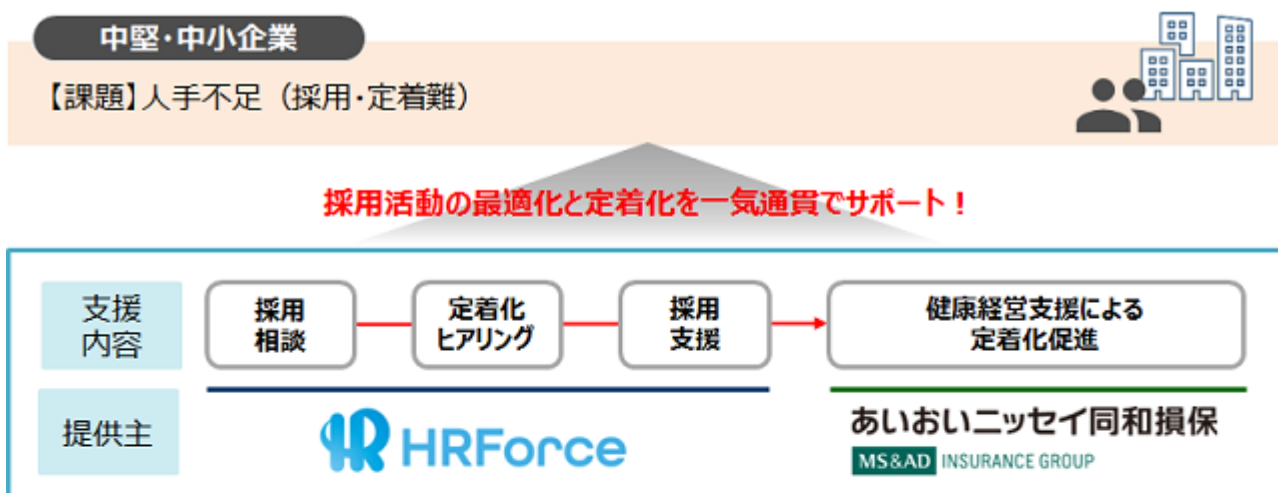 中堅・中小企業
【課題】人手不足（採用・定着難）
採用活動の最適化と定着化を一気通貫でサポート！
支援
内容
採用
相談
定着化
ヒアリング
採用
支援
健康経営支援による
定着化促進
提供主
HRForce
あいおいニッセイ同和損保
MS&AD INSURANCE GROUP